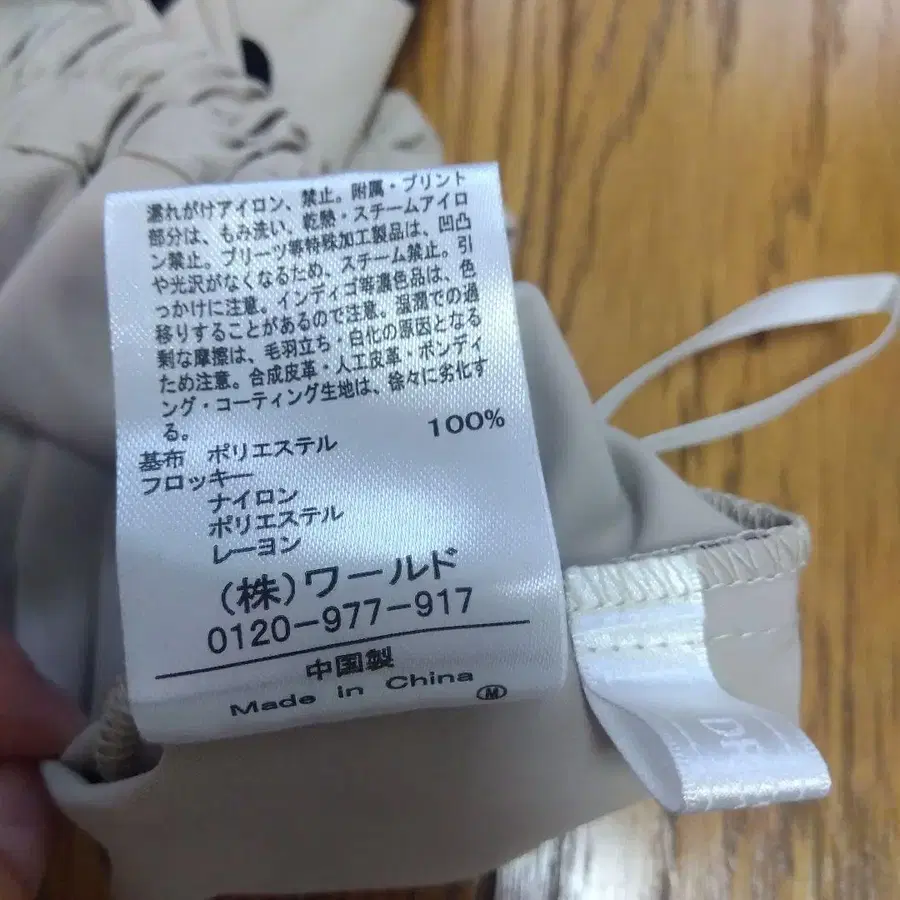 濡れがけアイロン、禁止。附属・プリント
部分は、もみ洗い、乾熱・スチームアイロ
ン禁止。プリーツ等特殊加工製品は、凹凸
や光沢がなくなるため、スチーム禁止。引
っかけに注意。インディゴ等濃色品は、色
移りすることがあるので注意。湿潤での過
剰な摩擦は、毛羽立ち・白化の原因となる
ため注意。合成皮革・人工皮革・ボンディ
ング・コーティング生地は、徐々に劣化す
る。
基布 ポリエステル 100%
フロッキー
ナイロン
ポリエステル
レーヨン
(株)ワールド
0120-977-917
中国製
Made in China
M